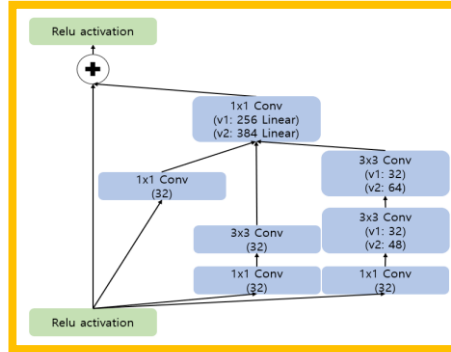 Relu activation
+
1x1 Conv
(v1: 256 Linear)
(v2: 384 Linear)
1x1 Conv
(32)
3x3 Conv
(v1: 32)
(v2: 64)
3x3 Conv
(32)
3x3 Conv
(v1: 32)
(v2: 48)
1x1 Conv
(32)
1x1 Conv
(32)
Relu activation